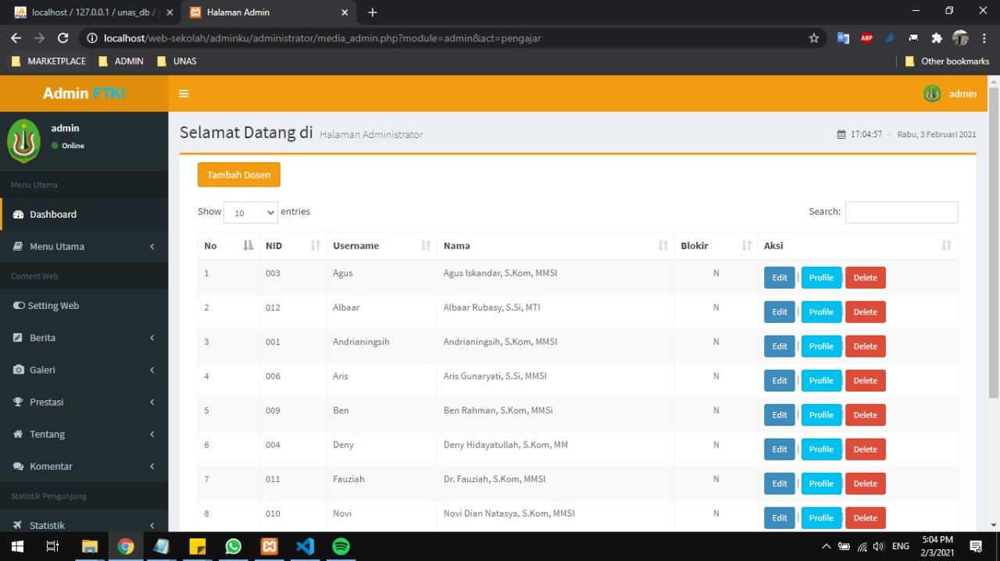 localhost / 127.0.0.1 / unas_db /
Halaman Admin
localhost/web-sekolah/adminku/administrator/media_admin.php?module=admin&act=pengajar
ABP
MARKETPLACE ADMIN UNAS Other bookmarks
Admin FTKI
admin
admin
Online
Selamat Datang di Halaman Administrator
17:04:57 > Rabu, 3 Februari 2021
Menu Utama
Dashboard
Menu Utama
Content Web
Setting Web
Berita
Galeri
Prestasi
Tentang
Komentar
Statistik Pengunjung
Statistik
Tambah Dosen
Show 10 entries
Search:
No NID Username Nama Blokir Aksi
1 003 Agus Agus Iskandar, S.Kom, MMSI N Edit | Profile | Delete
2 012 Albaar Albaar Rubasy, S.Si, MTI N Edit | Profile | Delete
3 001 Andrianingsih Andrianingsih, S.Kom, MMSI N Edit | Profile | Delete
4 006 Aris Aris Gunaryati, S.Si, MMSI N Edit | Profile | Delete
5 009 Ben Ben Rahman, S.Kom, MMSi N Edit | Profile | Delete
6 004 Deny Deny Hidayatullah, S.Kom, MM N Edit | Profile | Delete
7 011 Fauziah Dr. Fauziah, S.Kom, MMSI N Edit | Profile | Delete
8 010 Novi Novi Dian Natasya, S.Kom, MMSI N Edit | Profile | Delete
ENG
5:04 PM
2/3/2021